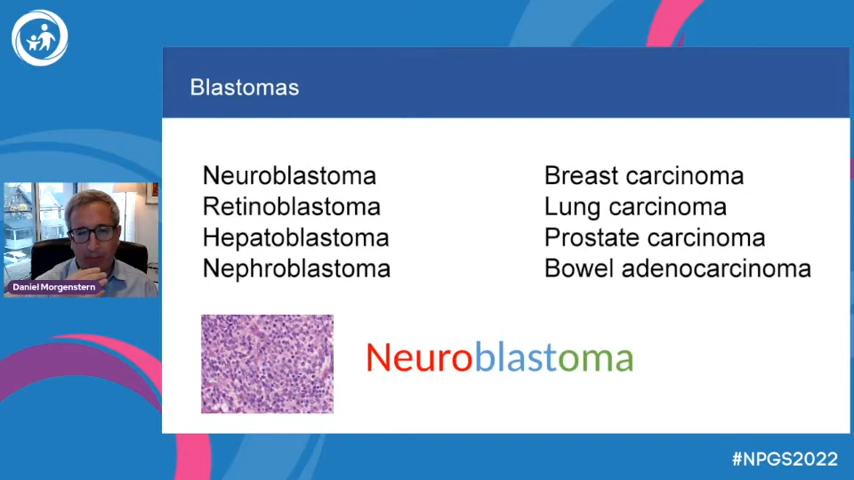 Blastomas
Neuroblastoma
Retinoblastoma
Hepatoblastoma
Nephroblastoma
Breast carcinoma
Lung carcinoma
Prostate carcinoma
Bowel adenocarcinoma
Neuroblastoma
Daniel Morgenstern
#NPGS2022